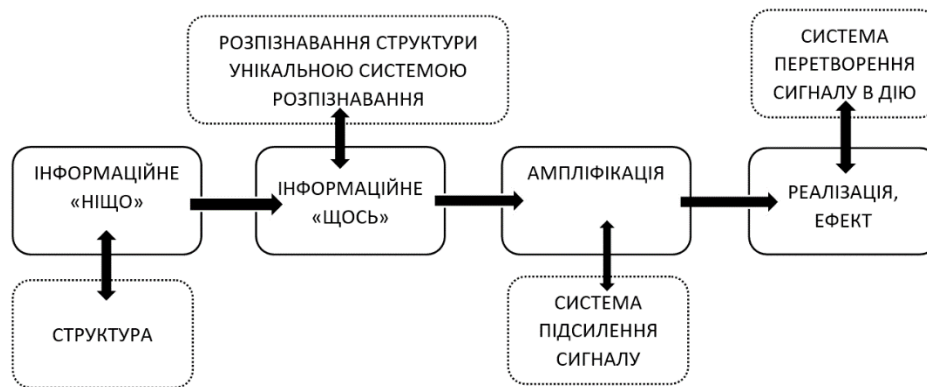 РОЗПІЗНАВАННЯ СТРУКТУРИ
УНІКАЛЬНОЮ СИСТЕМОЮ
РОЗПІЗНАВАННЯ
СИСТЕМА
ПЕРЕТВОРЕННЯ
СИГНАЛУ В ДІЮ
ІНФОРМАЦІЙНЕ
«НІЩО»
ІНФОРМАЦІЙНЕ
«ЩОСЬ»
АМПЛІФІКАЦІЯ
РЕАЛІЗАЦІЯ,
ЕФЕКТ
СТРУКТУРА
СИСТЕМА
ПІДСИЛЕННЯ
СИГНАЛУ